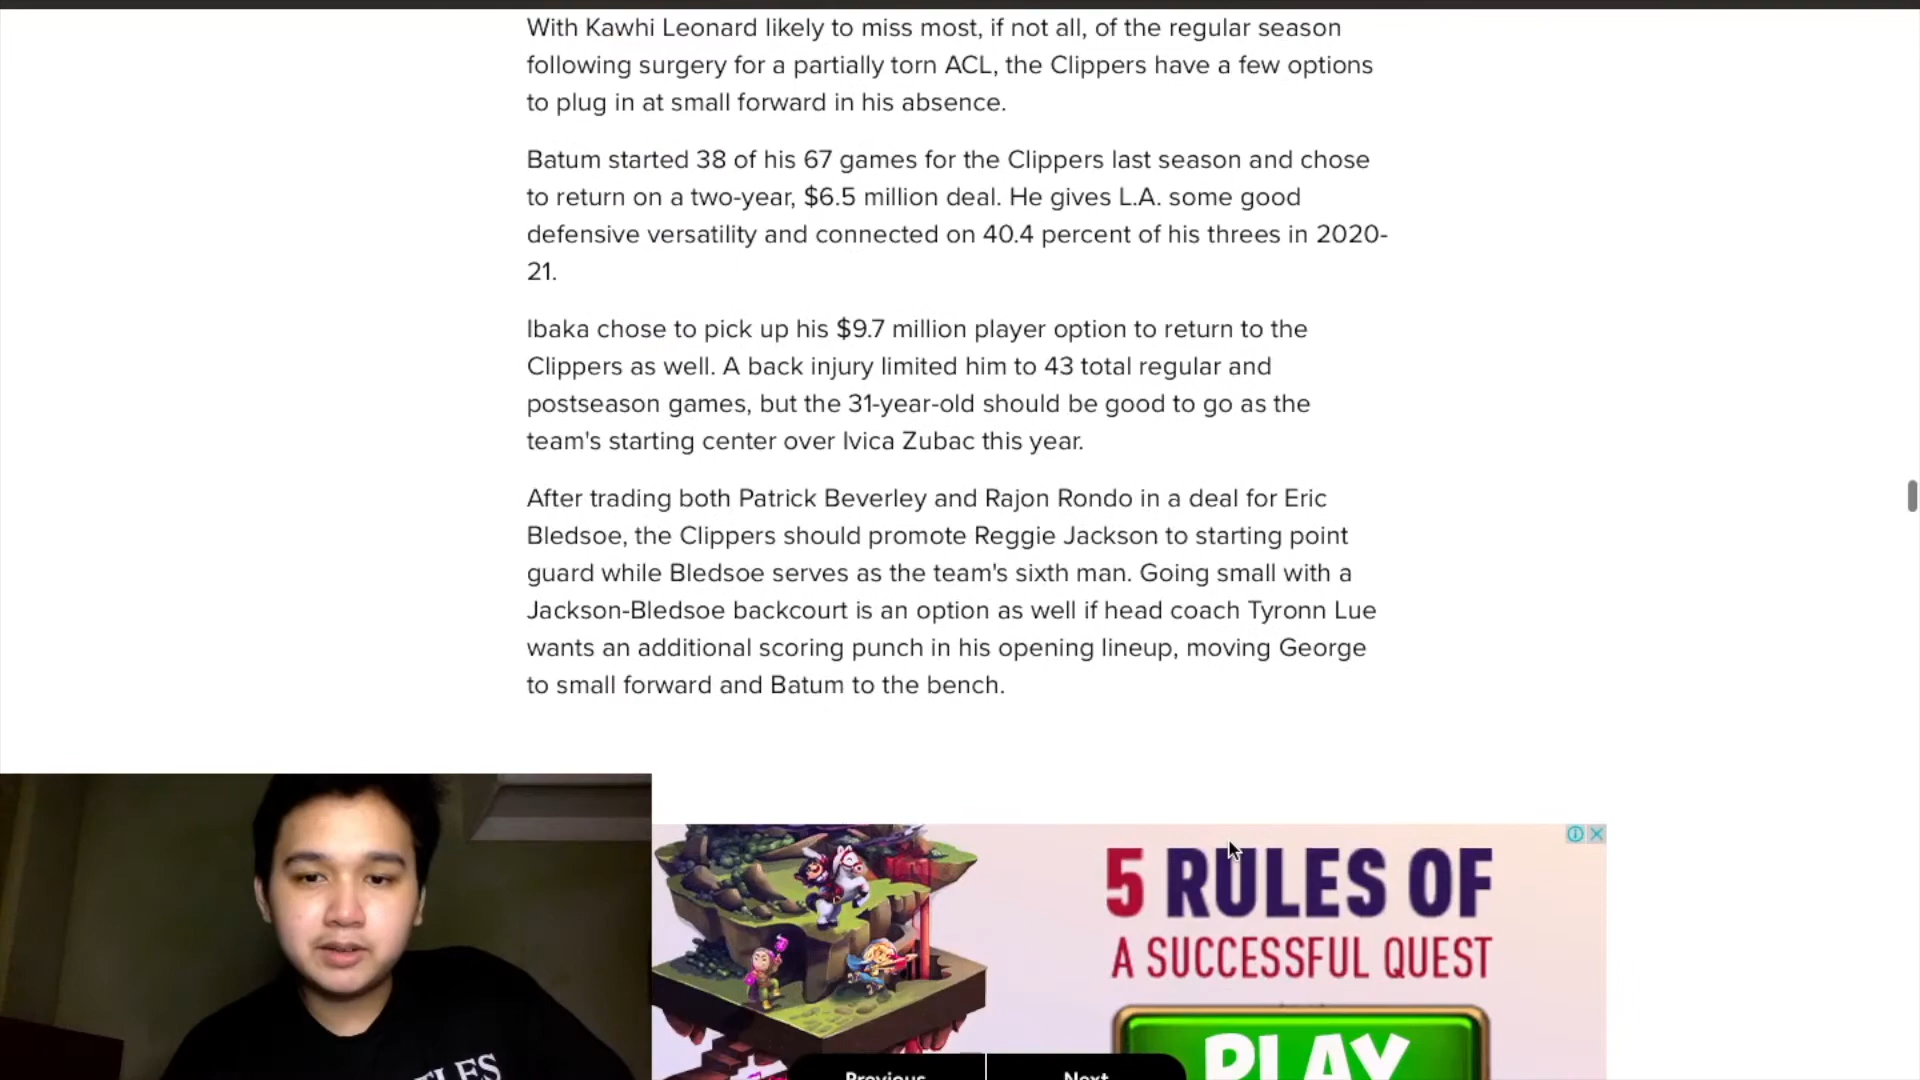 With Kawhi Leonard likely to miss most, if not all, of the regular season
following surgery for a partially torn ACL, the Clippers have a few options
to plug in at small forward in his absence.
Batum started 38 of his 67 games for the Clippers last season and chose
to return on a two-year, $6.5 million deal. He gives L.A. some good
defensive versatility and connected on 40.4 percent of his threes in 2020-
21.
Ibaka chose to pick up his $9.7 million player option to return to the
Clippers as well. A back injury limited him to 43 total regular and
postseason games, but the 31-year-old should be good to go as the
team's starting center over Ivica Zubac this year.
After trading both Patrick Beverley and Rajon Rondo in a deal for Eric
Bledsoe, the Clippers should promote Reggie Jackson to starting point
guard while Bledsoe serves as the team's sixth man. Going small with a
Jackson-Bledsoe backcourt is an option as well if head coach Tyronn Lue
wants an additional scoring punch in his opening lineup, moving George
to small forward and Batum to the bench.
5 RULES OF
A SUCCESSFUL QUEST
PLAY
Previous
Next